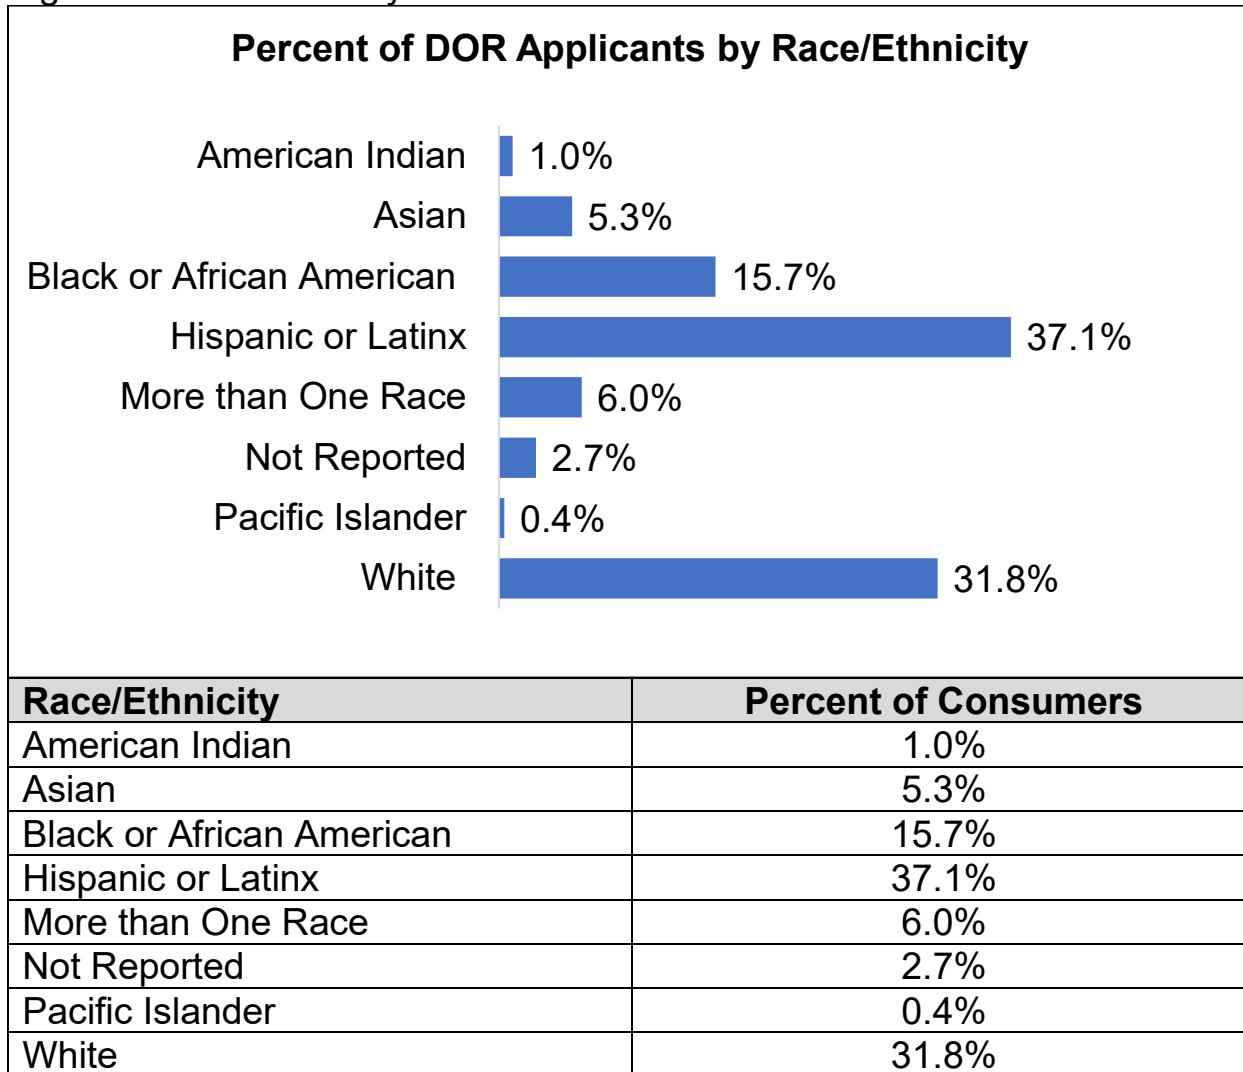 Percent of DOR Applicants by Race/Ethnicity
American Indian 1.0%
Asian 5.3%
Black or African American 15.7%
Hispanic or Latinx 37.1%
More than One Race 6.0%
Not Reported 2.7%
Pacific Islander 0.4%
White 31.8%
Race/Ethnicity Percent of Consumers
American Indian 1.0%
Asian 5.3%
Black or African American 15.7%
Hispanic or Latinx 37.1%
More than One Race 6.0%
Not Reported 2.7%
Pacific Islander 0.4%
White 31.8%